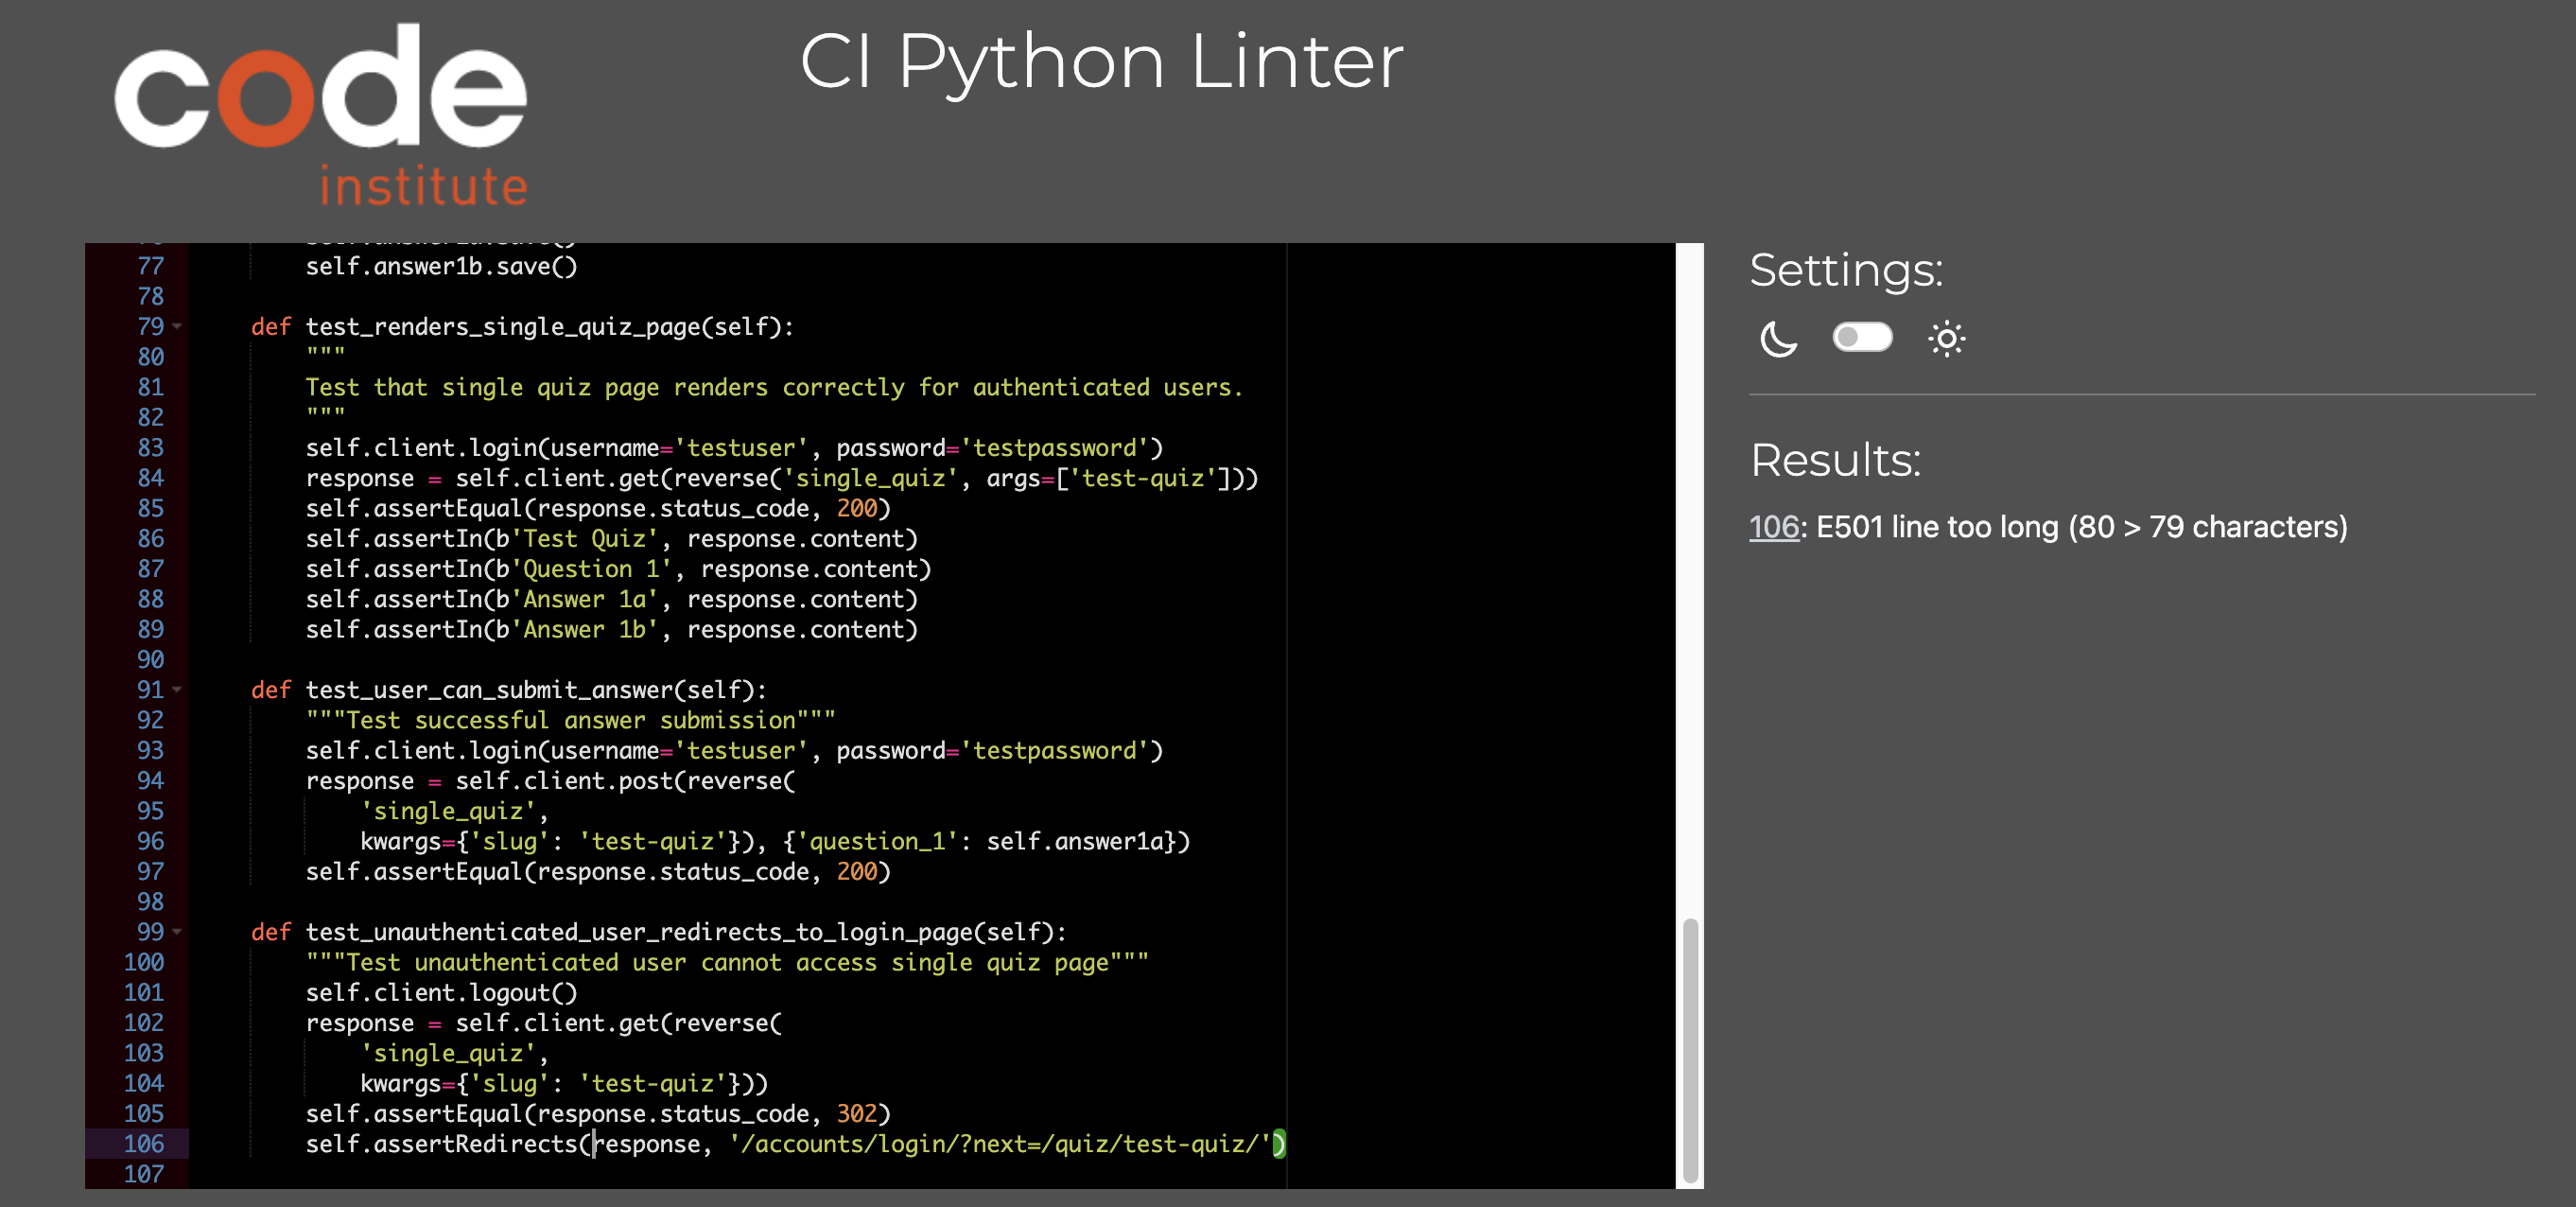 code
institute
CI Python Linter
77 self.answer1b.save()
78
79 def test_renders_single_quiz_page(self):
80 """
81 Test that single quiz page renders correctly for authenticated users.
82 """
83 self.client.login(username='testuser', password='testpassword')
84 response = self.client.get(reverse('single_quiz', args=['test-quiz']))
85 self.assertEqual(response.status_code, 200)
86 self.assertIn(b'Test Quiz', response.content)
87 self.assertIn(b'Question 1', response.content)
88 self.assertIn(b'Answer 1a', response.content)
89 self.assertIn(b'Answer 1b', response.content)
90
91 def test_user_can_submit_answer(self):
92 """Test successful answer submission"""
93 self.client.login(username='testuser', password='testpassword')
94 response = self.client.post(reverse(
95 'single_quiz',
96 kwargs={'slug': 'test-quiz'}), {'question_1': self.answer1a})
97 self.assertEqual(response.status_code, 200)
98
99 def test_unauthenticated_user_redirects_to_login_page(self):
100 """Test unauthenticated user cannot access single quiz page"""
101 self.client.logout()
102 response = self.client.get(reverse(
103 'single_quiz',
104 kwargs={'slug': 'test-quiz'}))
105 self.assertEqual(response.status_code, 302)
106 self.assertRedirects(response, '/accounts/login/?next=/quiz/test-quiz/')
107
Settings:
Results:
106: E501 line too long (80 > 79 characters)